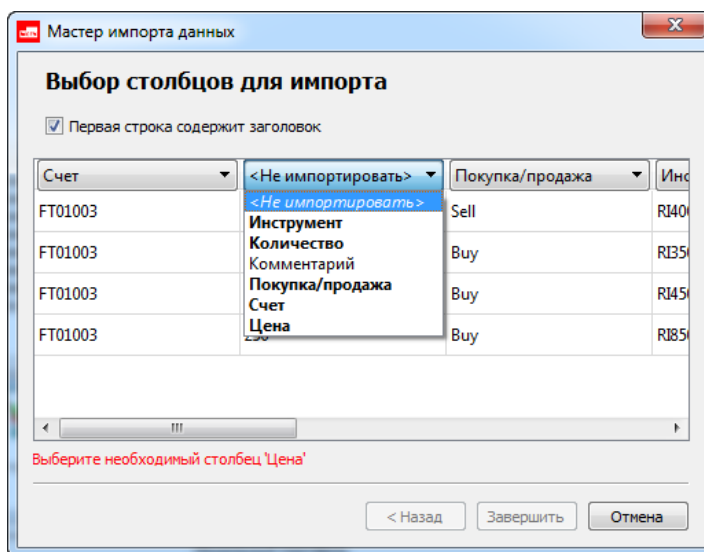 Мастер импорта данных
Выбор столбцов для импорта
Первая строка содержит заголовок
Счет <Не импортировать> Покупка/продажа
<Не импортировать>
FT01003 Sell
Инструмент
Количество
FT01003 Buy
Комментарий
Покупка/продажа
FT01003 Buy
Счет
Цена
FT01003 Buy
Выберите необходимый столбец 'Цена'
< Назад Завершить Отмена